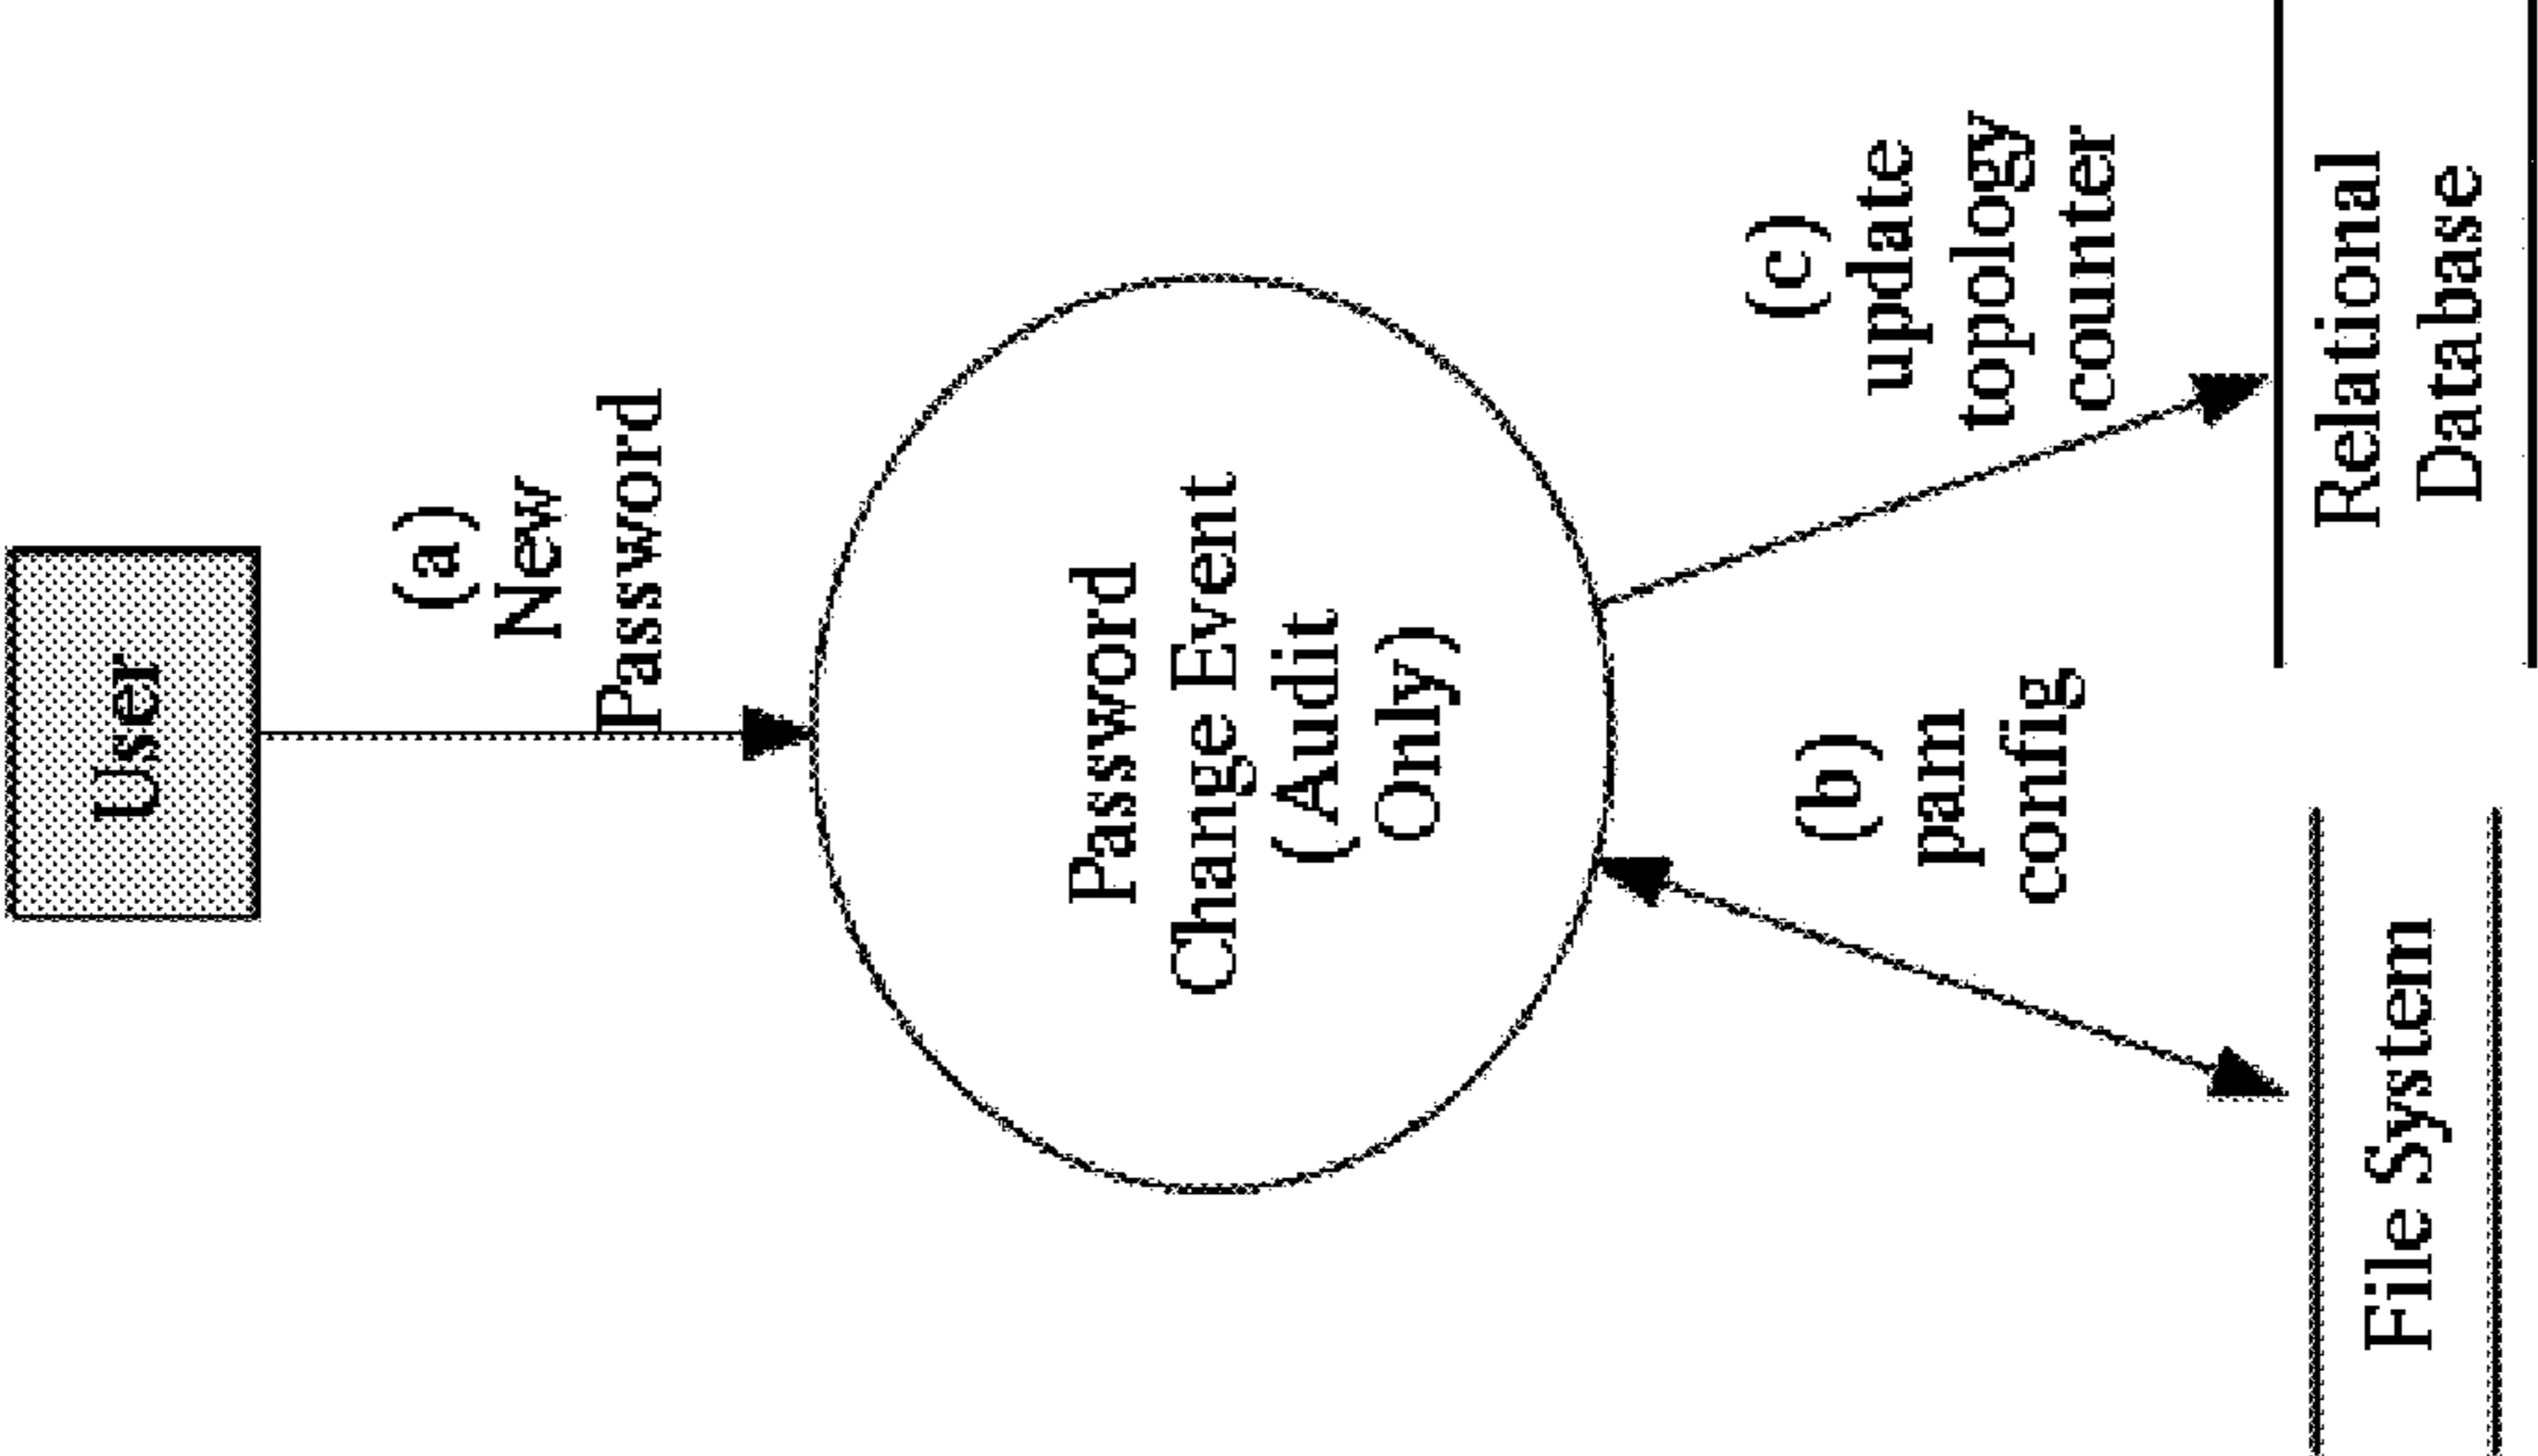 User
(a)
New
Password
Password
Change Event
(Audit
Only)
(b)
pam
config
(c)
update
topology
counter
File System
Relational
Database